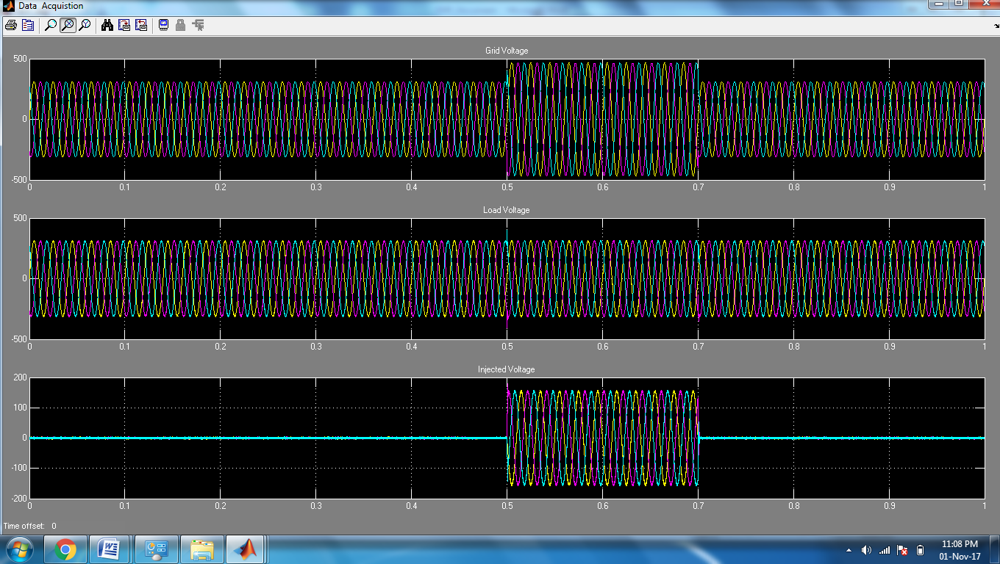 Data Acquistion
Grid Voltage
500
0
-500
0 0.1 0.2 0.3 0.4 0.5 0.6 0.7 0.8 0.9 1
Load Voltage
500
0
-500
0 0.1 0.2 0.3 0.4 0.5 0.6 0.7 0.8 0.9 1
Injected Voltage
200
100
0
-100
-200
0 0.1 0.2 0.3 0.4 0.5 0.6 0.7 0.8 0.9 1
Time offset: 0
11:08 PM
01-Nov-17